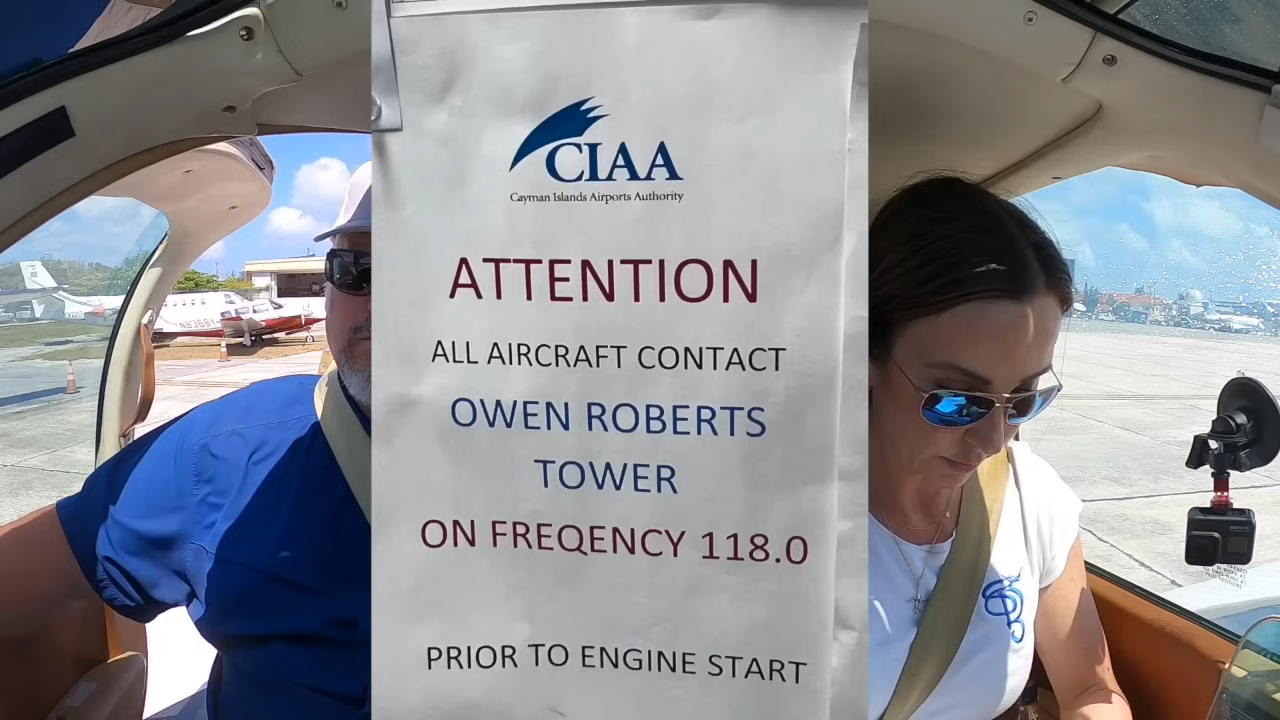 CIAA
Cayman Islands Airports Authority
ATTENTION
ALL AIRCRAFT CONTACT
OWEN ROBERTS
TOWER
ON FREQENCY 118.0
PRIOR TO ENGINE START